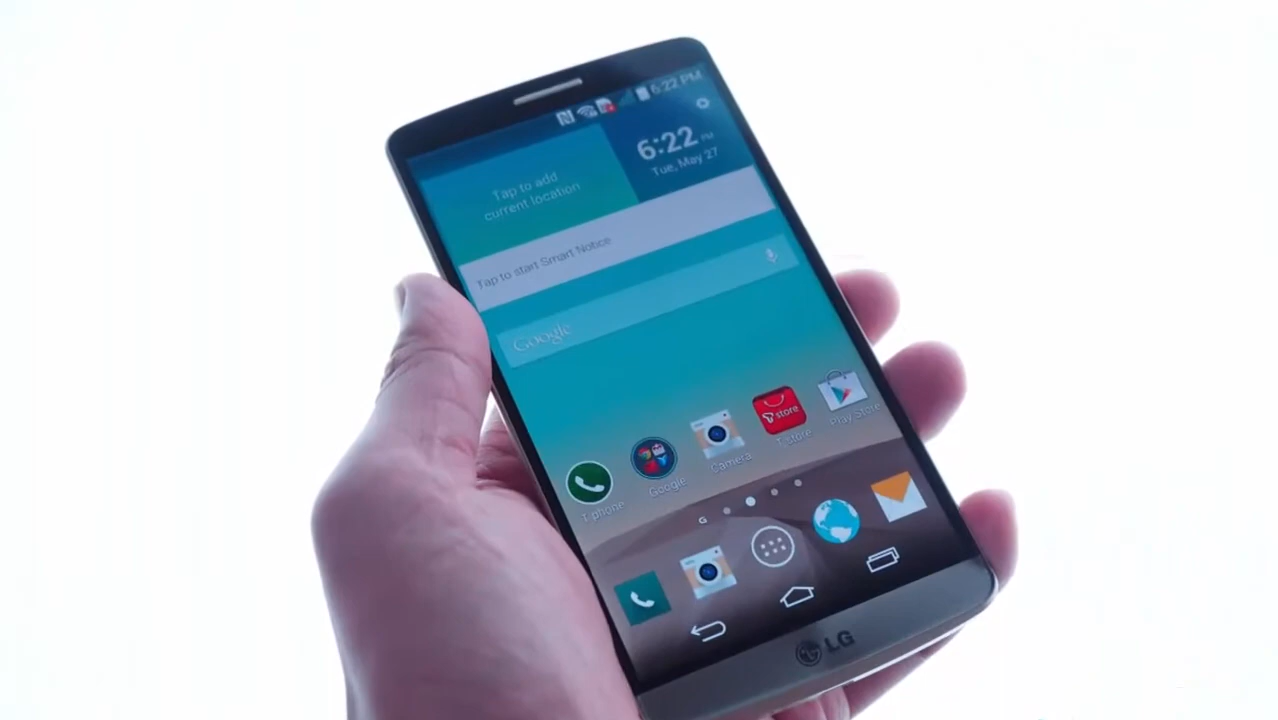 6:22 PM
6:22 PM
Tue, May 27
Tap to add
current location
Tap to start Smart Notice
Google
T store
T phone
Google
Camera
T store
Play Store
G
LG